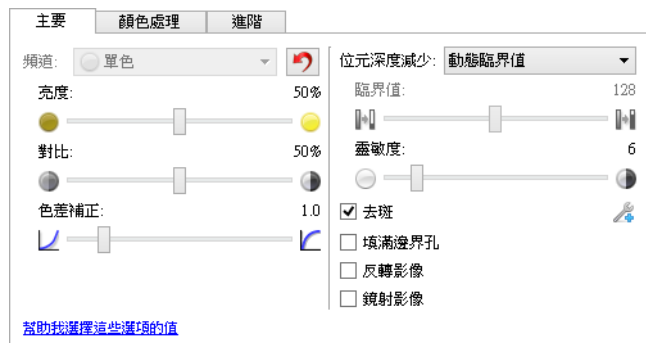 主要 顏色處理 進階
頻道: 單色
亮度: 50%
對比: 50%
色差補正: 1.0
幫助我選擇這些選項的值
位元深度減少: 動態臨界值
臨界值: 128
靈敏度: 6
去斑
填滿邊界孔
反轉影像
鏡射影像